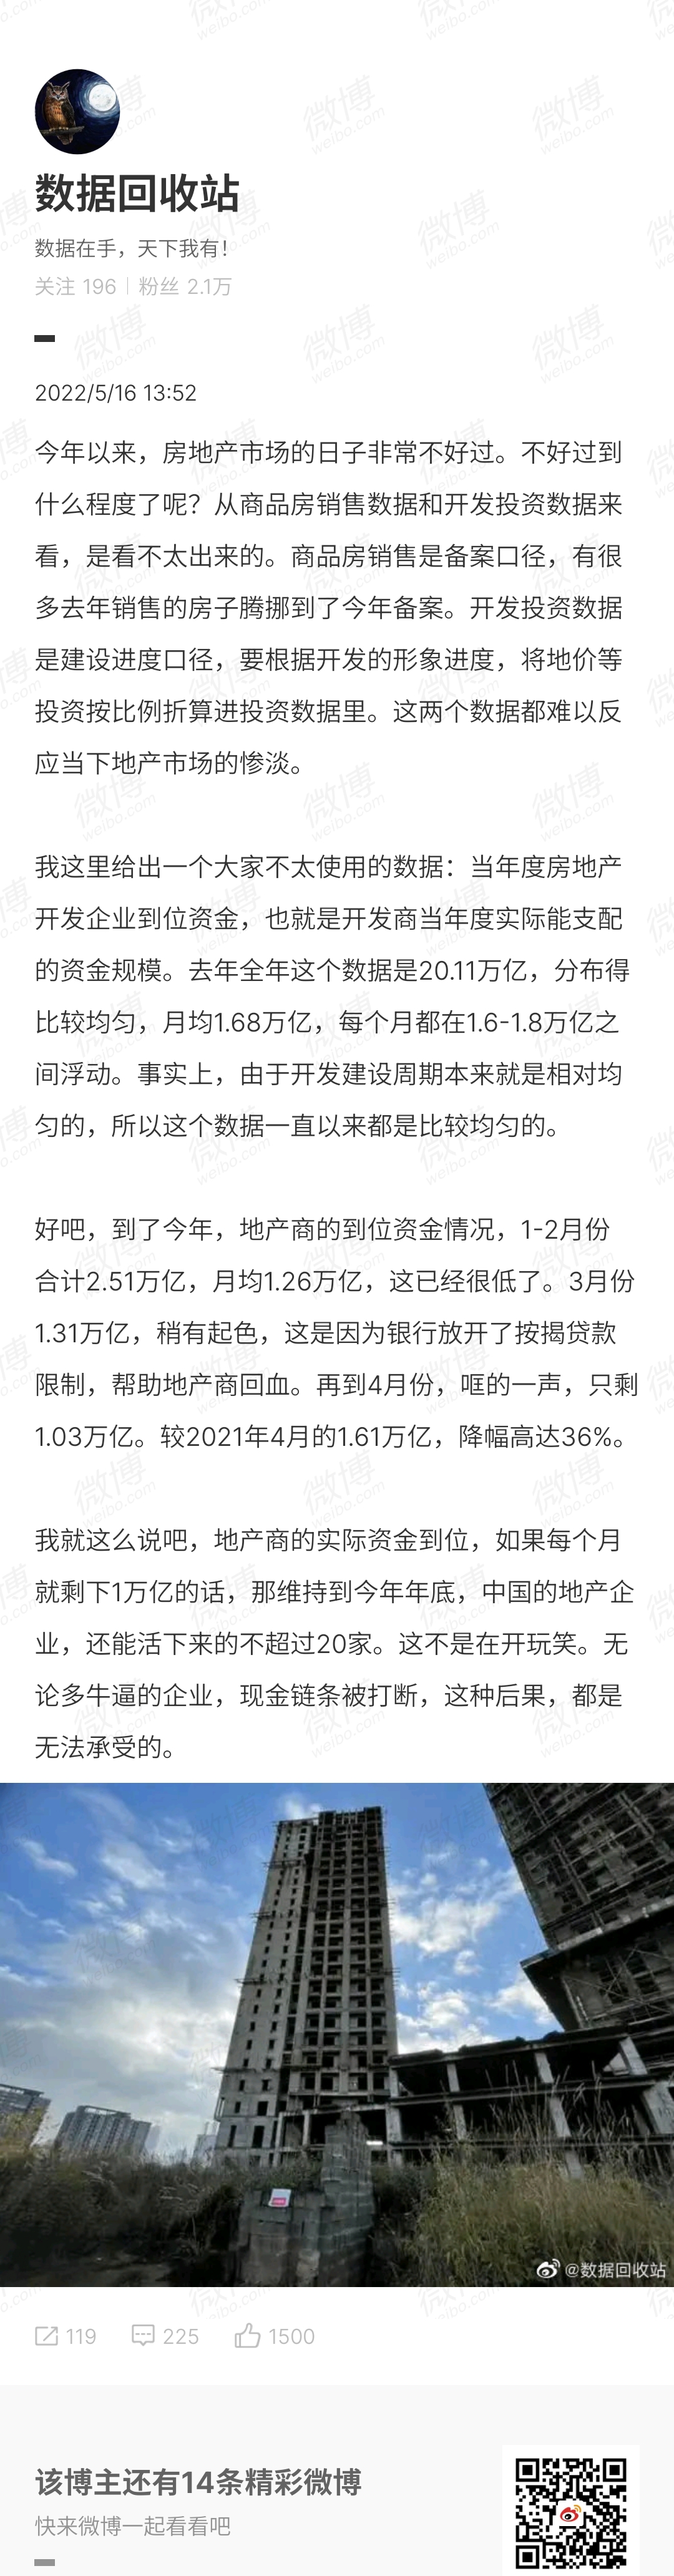 数据回收站
数据在手，天下我有！
关注 196 | 粉丝 2.1万
2022/5/16 13:52
今年以来，房地产市场的日子非常不好过。不好过到
什么程度了呢？从商品房销售数据和开发投资数据来
看，是看不太出来的。商品房销售是备案口径，有很
多去年销售的房子腾挪到了今年备案。开发投资数据
是建设进度口径，要根据开发的形象进度，将地价等
投资按比例折算进投资数据里。这两个数据都难以反
应当下地产市场的惨淡。
我这里给出一个大家不太使用的数据：当年度房地产
开发企业到位资金，也就是开发商当年度实际能支配
的资金规模。去年全年这个数据是20.11万亿，分布得
比较均匀，月均1.68万亿，每个月都在1.6-1.8万亿之
间浮动。事实上，由于开发建设周期本来就是相对均
匀的，所以这个数据一直以来都是比较均匀的。
好吧，到了今年，地产商的到位资金情况，1-2月份
合计2.51万亿，月均1.26万亿，这已经很低了。3月份
1.31万亿，稍有起色，这是因为银行放开了按揭贷款
限制，帮助地产商回血。再到4月份，哐的一声，只剩
1.03万亿。较2021年4月的1.61万亿，降幅高达36%。
我就这么说吧，地产商的实际资金到位，如果每个月
就剩下1万亿的话，那维持到今年年底，中国的地产企
业，还能活下来的不超过20家。这不是在开玩笑。无
论多牛逼的企业，现金链条被打断，这种后果，都是
无法承受的。
@数据回收站
119 225 1500
该博主还有14条精彩微博
快来微博一起看看吧
微博
weibo.com